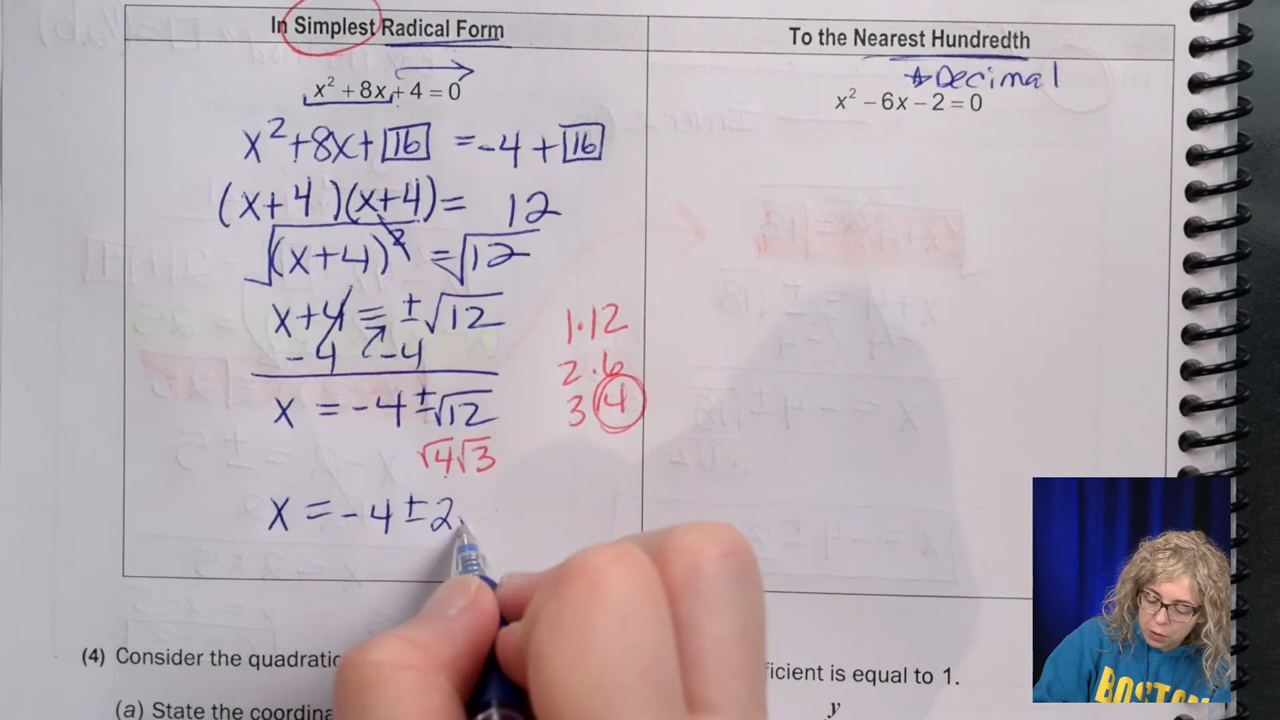 In Simplest Radical Form
x² + 8x + 4 = 0
x² + 8x + 16 = -4 + 16
(x+4)(x+4) = 12
√(x+4)² = √12
x+4 = ±√12
-4 -4
x = -4 ± √12
√4√3
x = -4 ± 2
1·12
2·6
3 4
To the Nearest Hundredth
*Decimal
x² − 6x − 2 = 0
(4) Consider the quadratic
ficient is equal to 1.
(a) State the coordina
y
BOSTON